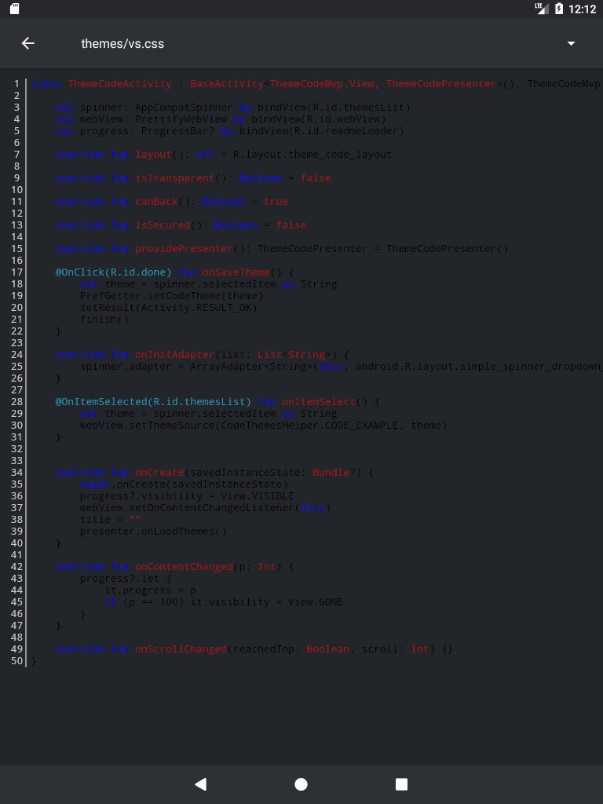 LTE 12:12
themes/vs.css
1 class ThemeCodeActivity : BaseActivity<ThemeCodeMvp.View, ThemeCodePresenter>(), ThemeCodeMvp
2
3 val spinner: AppCompatSpinner by bindView(R.id.themesList)
4 val webView: PrettifyWebView by bindView(R.id.webView)
5 val progress: ProgressBar? by bindView(R.id.readmeLoader)
6
7 override fun layout(): Int = R.layout.theme_code_layout
8
9 override fun isTransparent(): Boolean = false
10
11 override fun canBack(): Boolean = true
12
13 override fun isSecured(): Boolean = false
14
15 override fun providePresenter(): ThemeCodePresenter = ThemeCodePresenter()
16
17 @OnClick(R.id.done) fun onSaveTheme() {
18 val theme = spinner.selectedItem as String
19 PrefGetter.setCodeTheme(theme)
20 setResult(Activity.RESULT_OK)
21 finish()
22 }
23
24 override fun onInitAdapter(list: List<String>) {
25 spinner.adapter = ArrayAdapter<String>(this, android.R.layout.simple_spinner_dropdown_
26 }
27
28 @OnItemSelected(R.id.themesList) fun onItemSelect() {
29 val theme = spinner.selectedItem as String
30 webView.setThemeSource(CodeThemesHelper.CODE_EXAMPLE, theme)
31 }
32
33
34 override fun onCreate(savedInstanceState: Bundle?) {
35 super.onCreate(savedInstanceState)
36 progress?.visibility = View.VISIBLE
37 webView.setOnContentChangedListener(this)
38 title = ""
39 presenter.onLoadThemes()
40 }
41
42 override fun onContentChanged(p: Int) {
43 progress?.let {
44 it.progress = p
45 if (p == 100) it.visibility = View.GONE
46 }
47 }
48
49 override fun onScrollChanged(reachedTop: Boolean, scroll: Int) {}
50 }